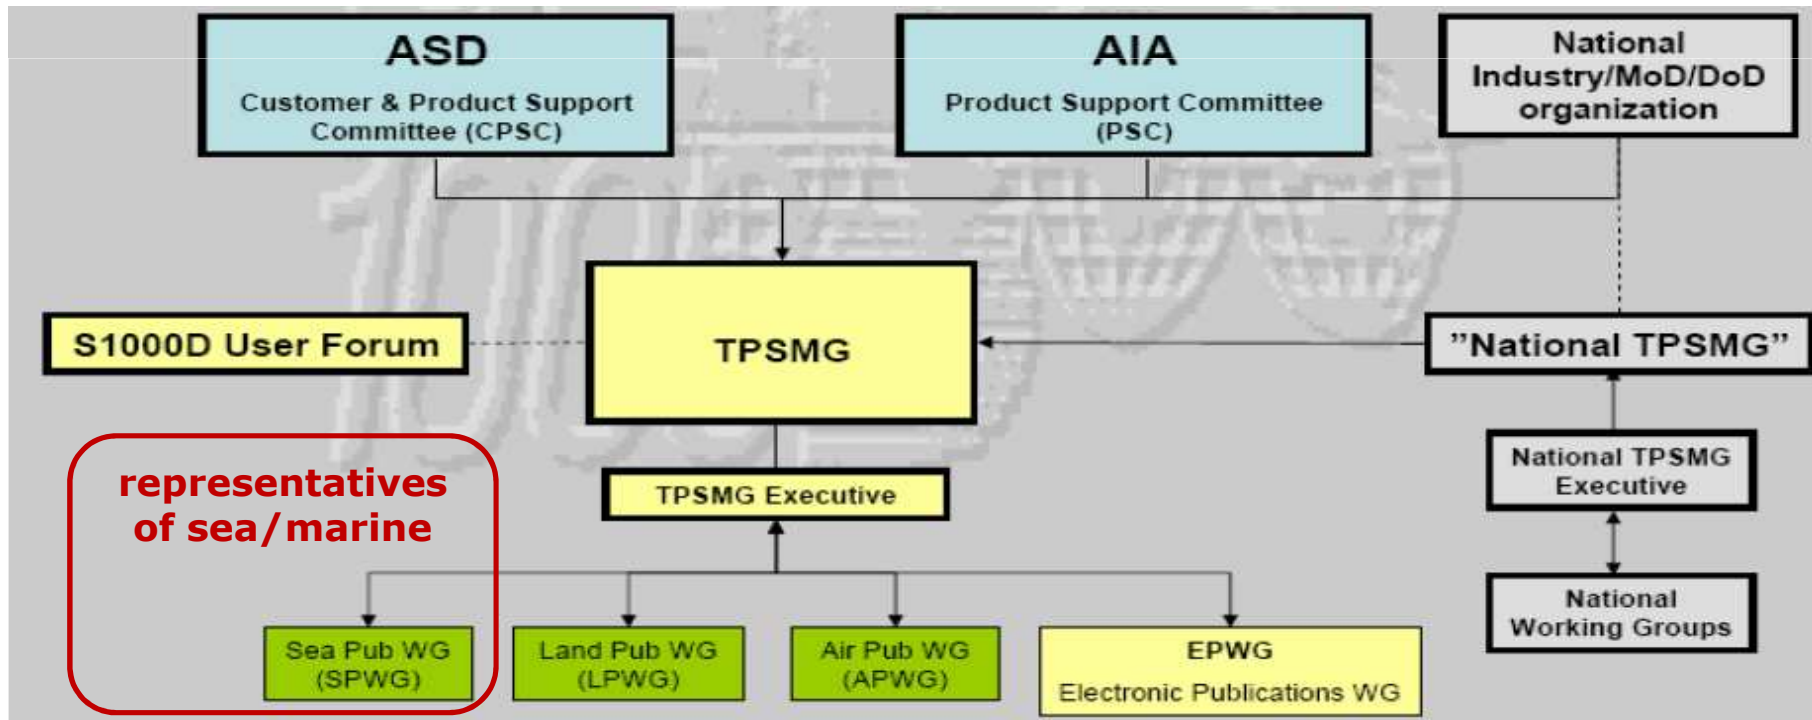 ASD
Customer & Product Support
Committee (CPSC)
AIA
Product Support Committee
(PSC)
National
Industry/MoD/DoD
organization
S1000D User Forum
TPSMG
”National TPSMG”
representatives
of sea/marine
TPSMG Executive
National TPSMG
Executive
National
Working Groups
Sea Pub WG
(SPWG)
Land Pub WG
(LPWG)
Air Pub WG
(APWG)
EPWG
Electronic Publications WG